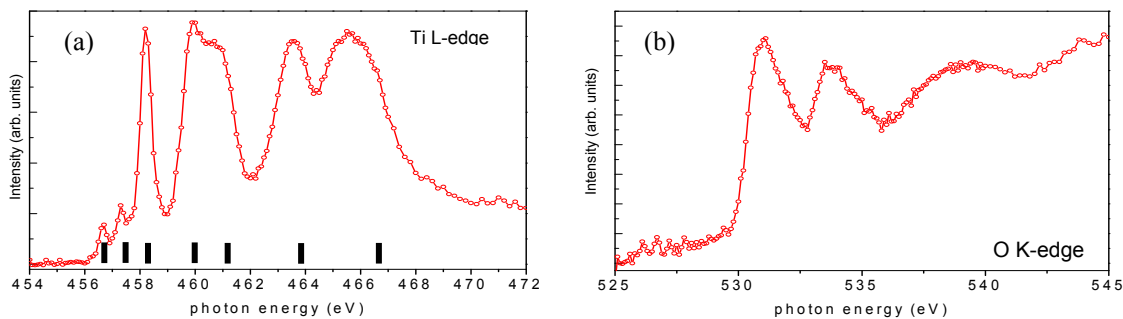 (a)
Ti L-edge
Intensity (arb. units)
454 456 458 460 462 464 466 468 470 472
photon energy (eV)
(b)
O K-edge
Intensity (arb. units)
525 530 535 540 545
photon energy (eV)